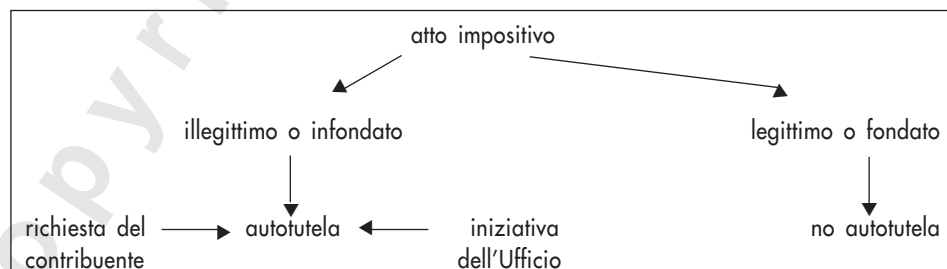 atto impositivo
illegittimo o infondato
legittimo o fondato
richiesta del
contribuente
autotutela
iniziativa
dell'Ufficio
no autotutela